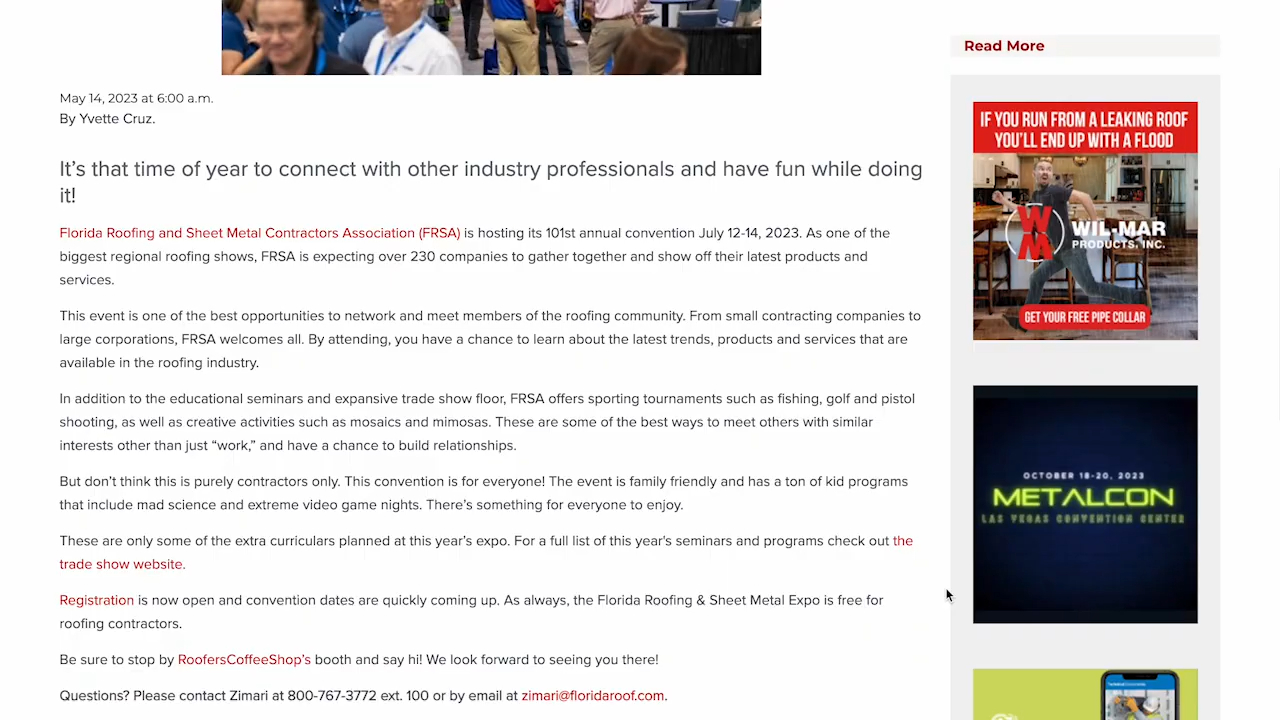 May 14, 2023 at 6:00 a.m.
By Yvette Cruz.
It’s that time of year to connect with other industry professionals and have fun while doing
it!
Florida Roofing and Sheet Metal Contractors Association (FRSA) is hosting its 101st annual convention July 12-14, 2023. As one of the
biggest regional roofing shows, FRSA is expecting over 230 companies to gather together and show off their latest products and
services.
This event is one of the best opportunities to network and meet members of the roofing community. From small contracting companies to
large corporations, FRSA welcomes all. By attending, you have a chance to learn about the latest trends, products and services that are
available in the roofing industry.
In addition to the educational seminars and expansive trade show floor, FRSA offers sporting tournaments such as fishing, golf and pistol
shooting, as well as creative activities such as mosaics and mimosas. These are some of the best ways to meet others with similar
interests other than just “work,” and have a chance to build relationships.
But don’t think this is purely contractors only. This convention is for everyone! The event is family friendly and has a ton of kid programs
that include mad science and extreme video game nights. There’s something for everyone to enjoy.
These are only some of the extra curriculars planned at this year’s expo. For a full list of this year's seminars and programs check out the
trade show website.
Registration is now open and convention dates are quickly coming up. As always, the Florida Roofing & Sheet Metal Expo is free for
roofing contractors.
Be sure to stop by RoofersCoffeeShop’s booth and say hi! We look forward to seeing you there!
Questions? Please contact Zimari at 800-767-3772 ext. 100 or by email at zimari@floridaroof.com.
Read More
IF YOU RUN FROM A LEAKING ROOF
YOU'LL END UP WITH A FLOOD
WM
WIL-MAR
PRODUCTS, INC.
GET YOUR FREE PIPE COLLAR
OCTOBER 18-20, 2023
METALCON
LAS VEGAS CONVENTION CENTER